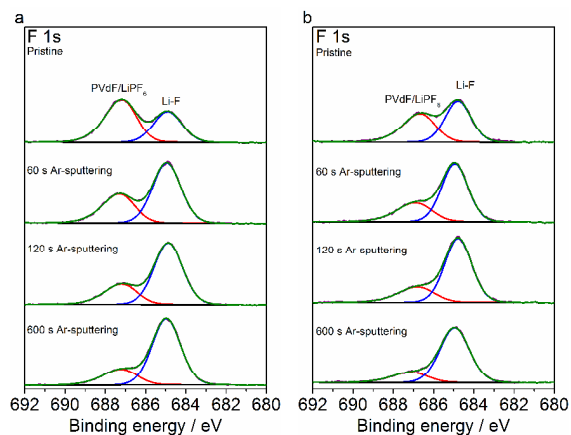 a
F 1s
Pristine
PVdF/LiPF6
Li-F
60 s Ar-sputtering
120 s Ar-sputtering
600 s Ar-sputtering
692 690 688 686 684 682 680
Binding energy / eV
b
F 1s
Pristine
PVdF/LiPF6
Li-F
60 s Ar-sputtering
120 s Ar-sputtering
600 s Ar-sputtering
692 690 688 686 684 682 680
Binding energy / eV